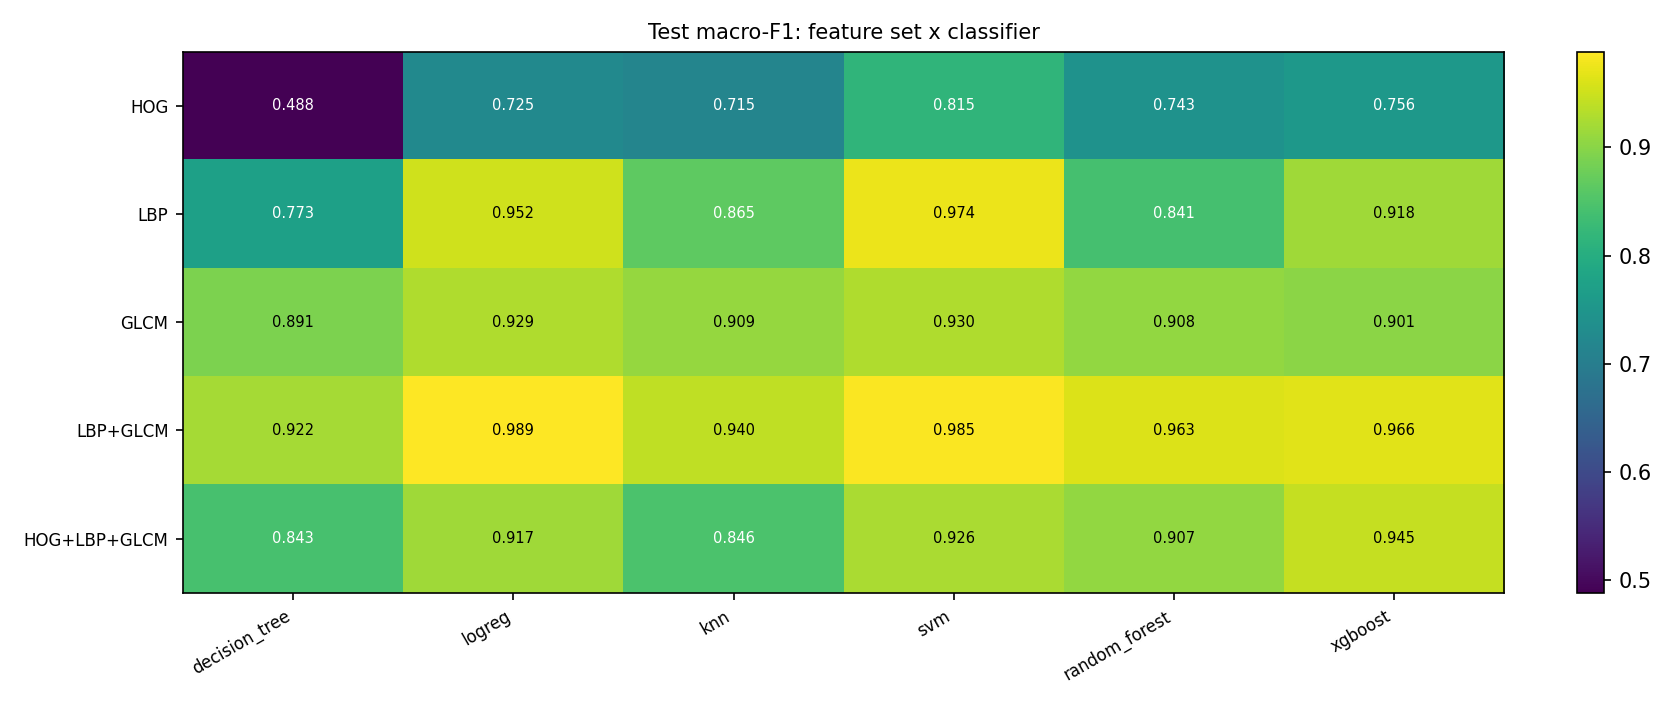 Test macro-F1: feature set x classifier
HOG 0.488 0.725 0.715 0.815 0.743 0.756
LBP 0.773 0.952 0.865 0.974 0.841 0.918
GLCM 0.891 0.929 0.909 0.930 0.908 0.901
LBP+GLCM 0.922 0.989 0.940 0.985 0.963 0.966
HOG+LBP+GLCM 0.843 0.917 0.846 0.926 0.907 0.945
decision_tree logreg knn svm random_forest xgboost
0.9
0.8
0.7
0.6
0.5